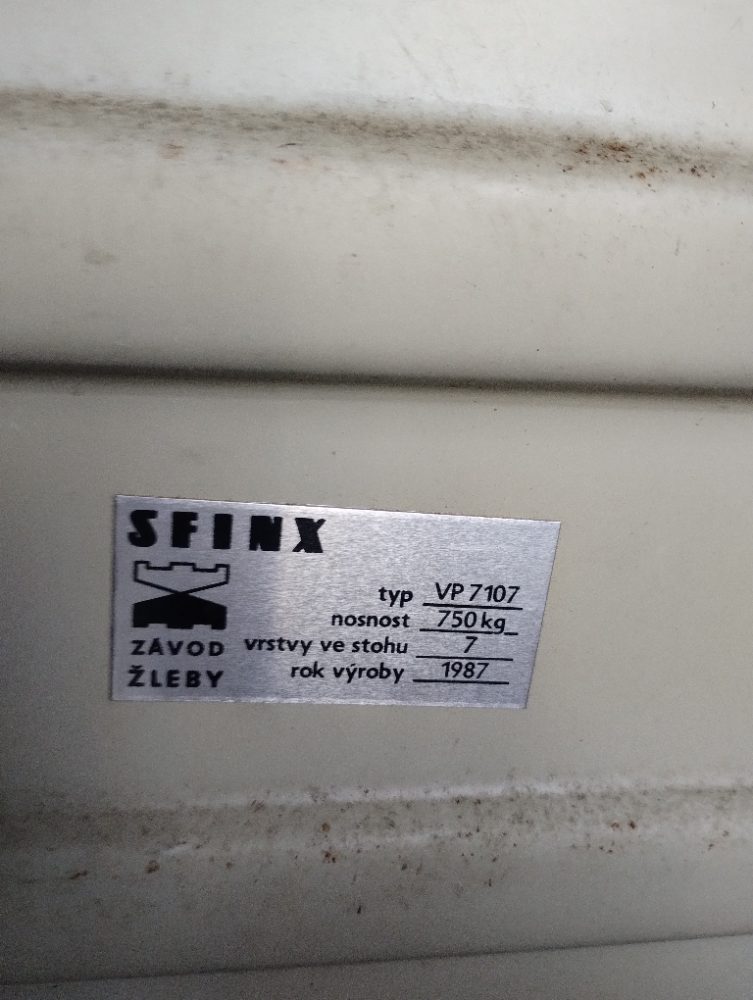 SFINX
ZÁVOD
ŽLEBY
typ VP 7107
nosnost 750 kg
vrstvy ve stohu 7
rok výroby 1987